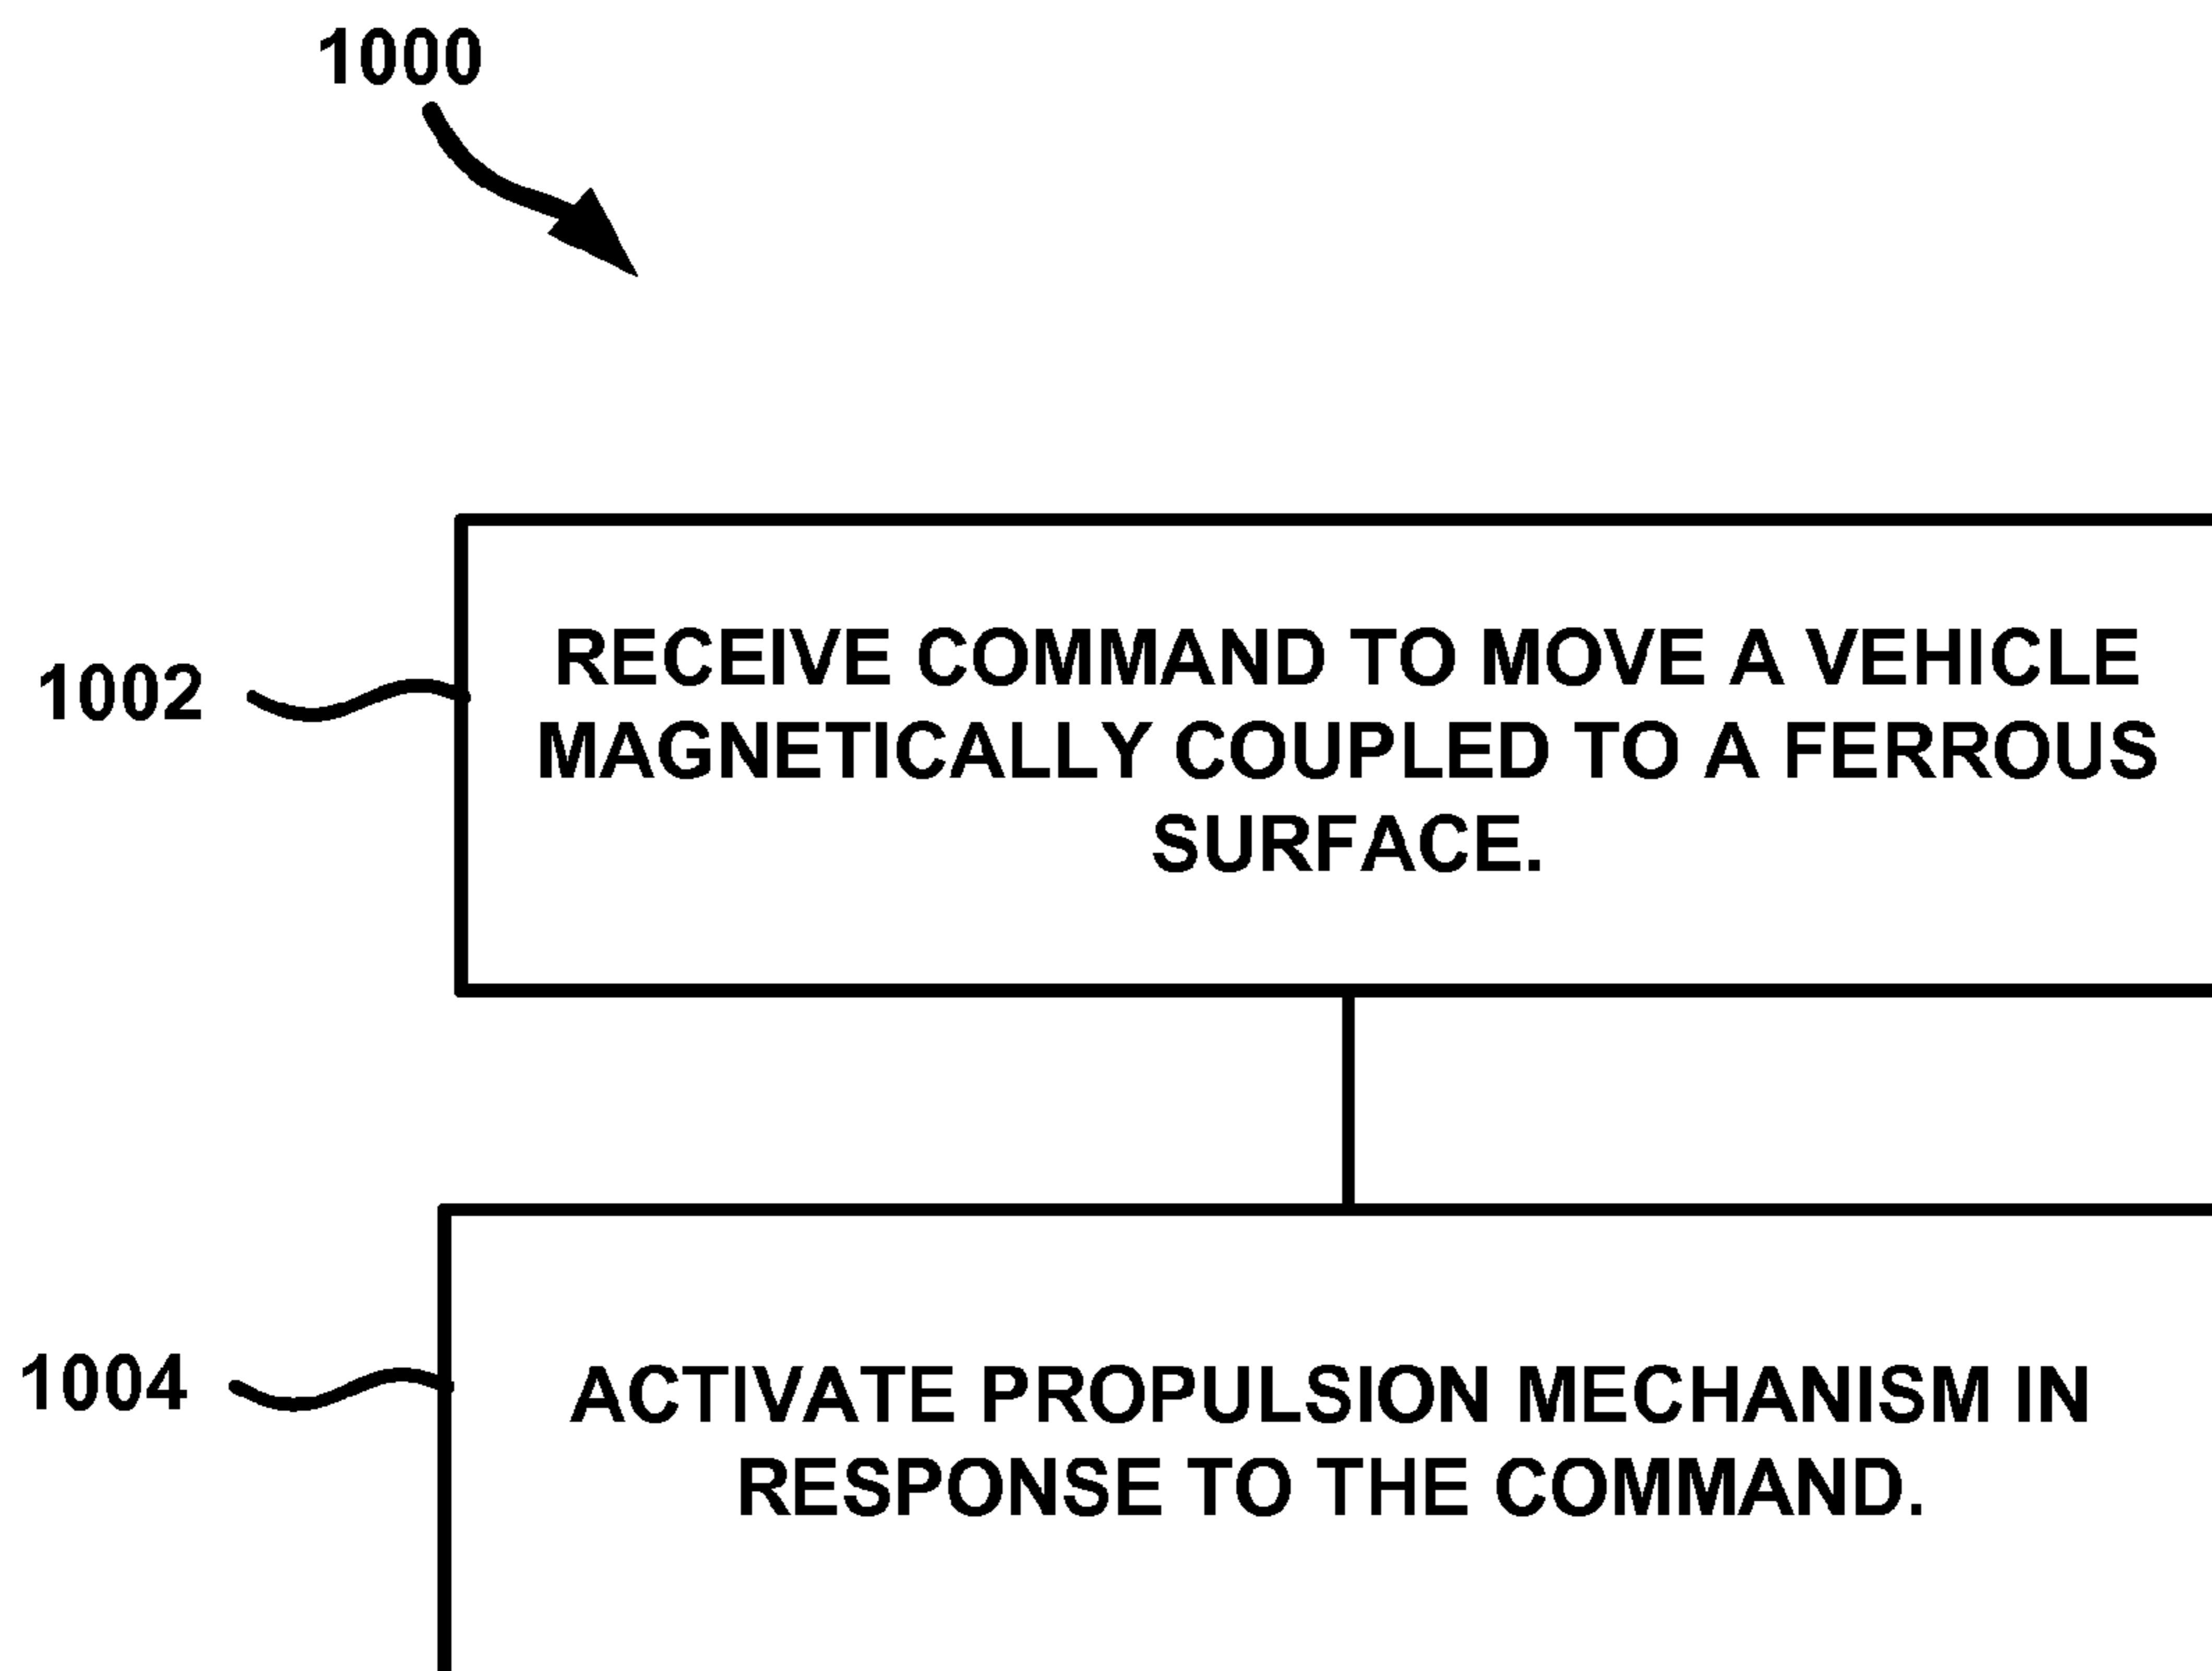 1000
1002
RECEIVE COMMAND TO MOVE A VEHICLE
MAGNETICALLY COUPLED TO A FERROUS
SURFACE.
1004
ACTIVATE PROPULSION MECHANISM IN
RESPONSE TO THE COMMAND.